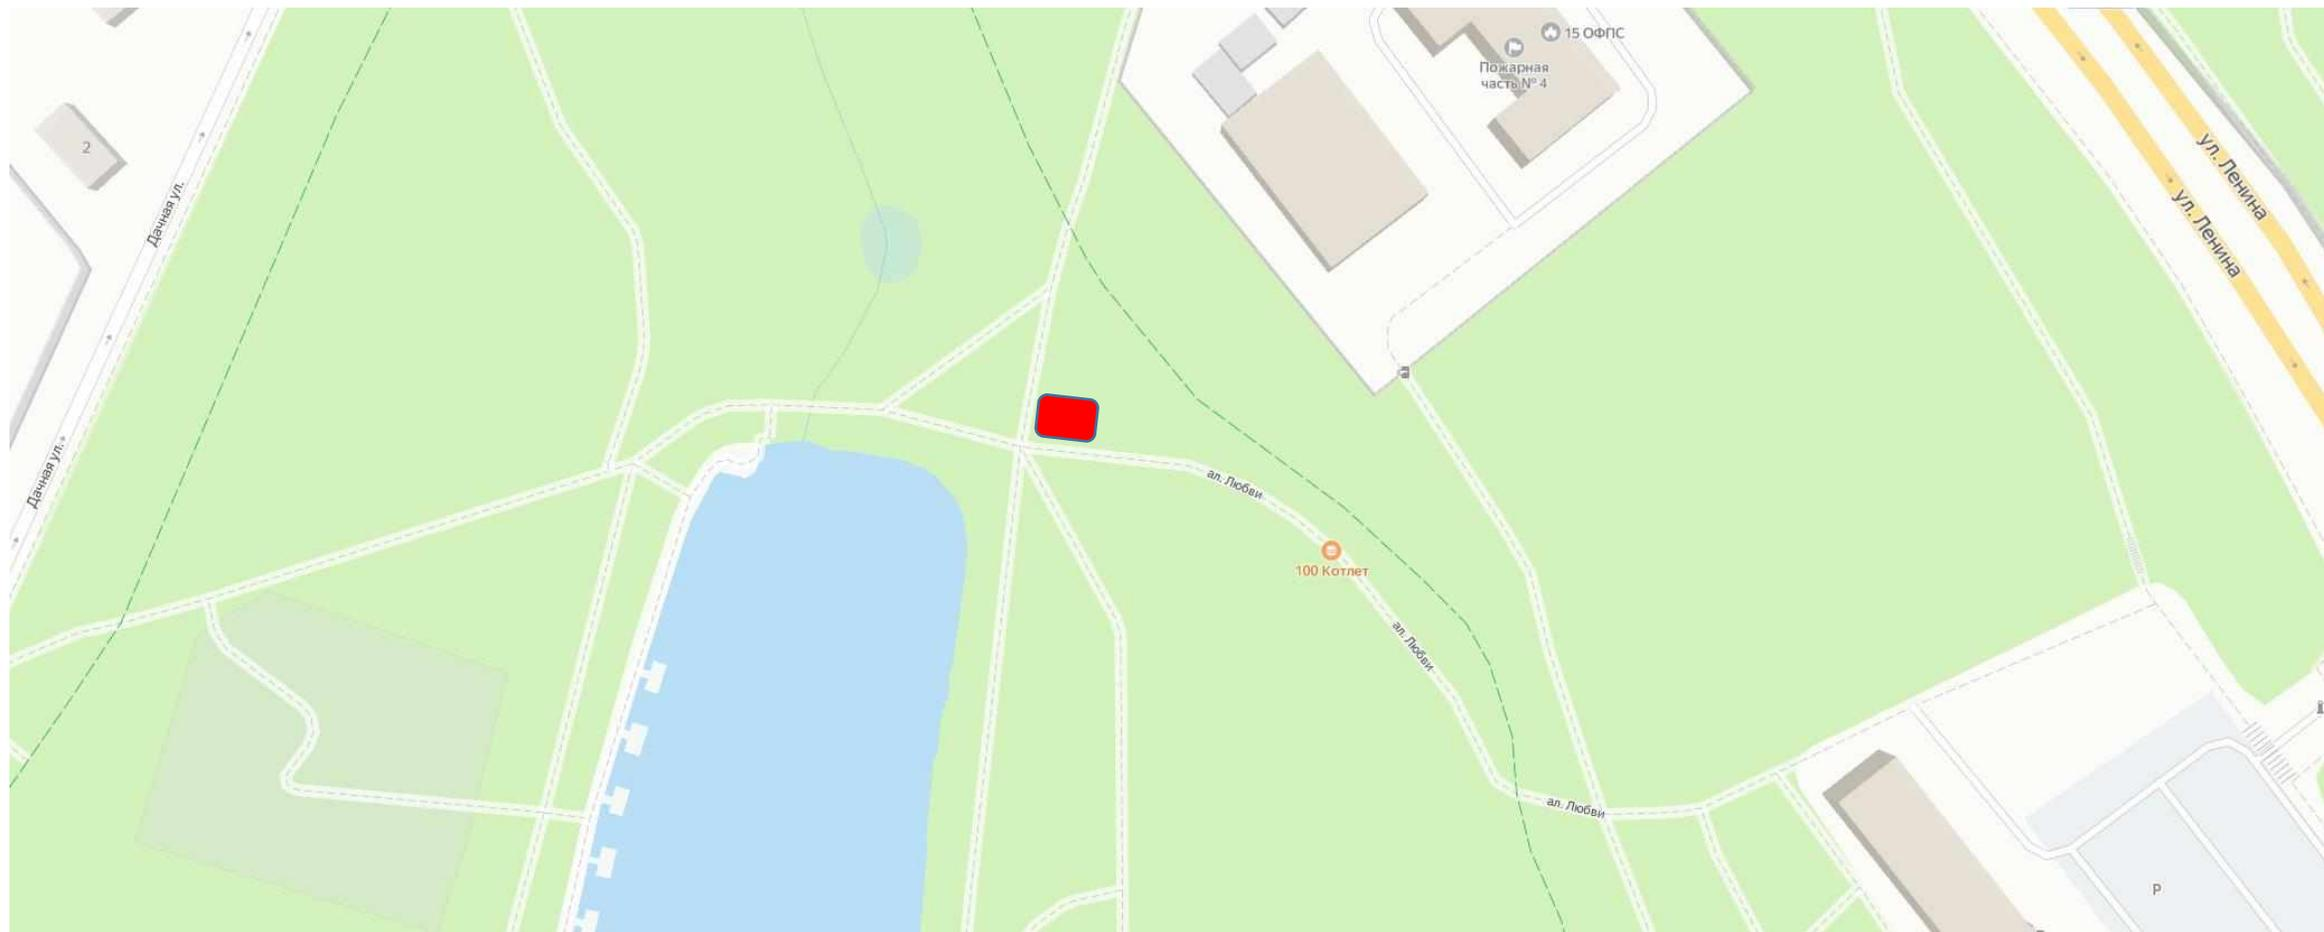 15 ОФПС
Пожарная
часть № 4
2
Дачная ул.
ул. Ленина
ул. Ленина
Дачная ул.
ал. Любви
100 Котлет
ал. Любви
ал. Любви
P